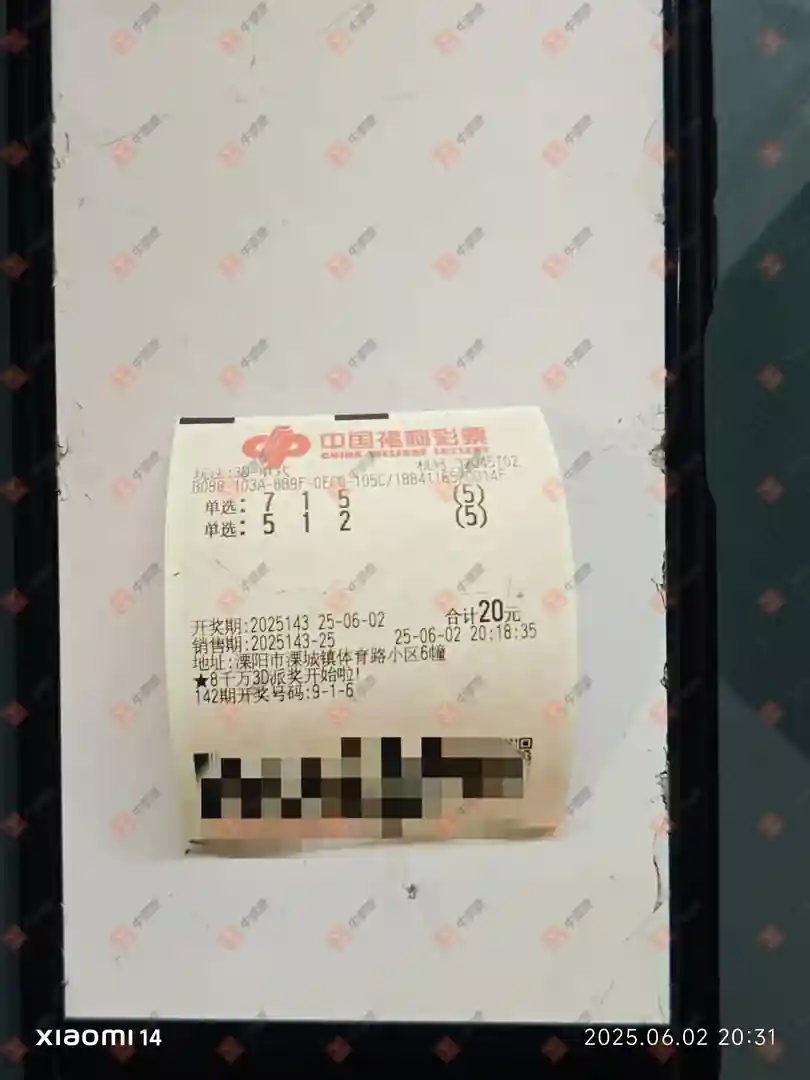 中国福利彩票
CHINA WELFARE LOTTERY
单选: 7 1 5 (5)
单选: 5 1 2 (5)
开奖期:2025143 25-06-02 合计20元
销售期:2025143-25 25-06-02 20:18:35
地址:溧阳市溧城镇体育路小区6幢
★8千万3D派奖开始啦!
142期开奖号码:9-1-6
XIAOMI 14
2025.06.02 20:31